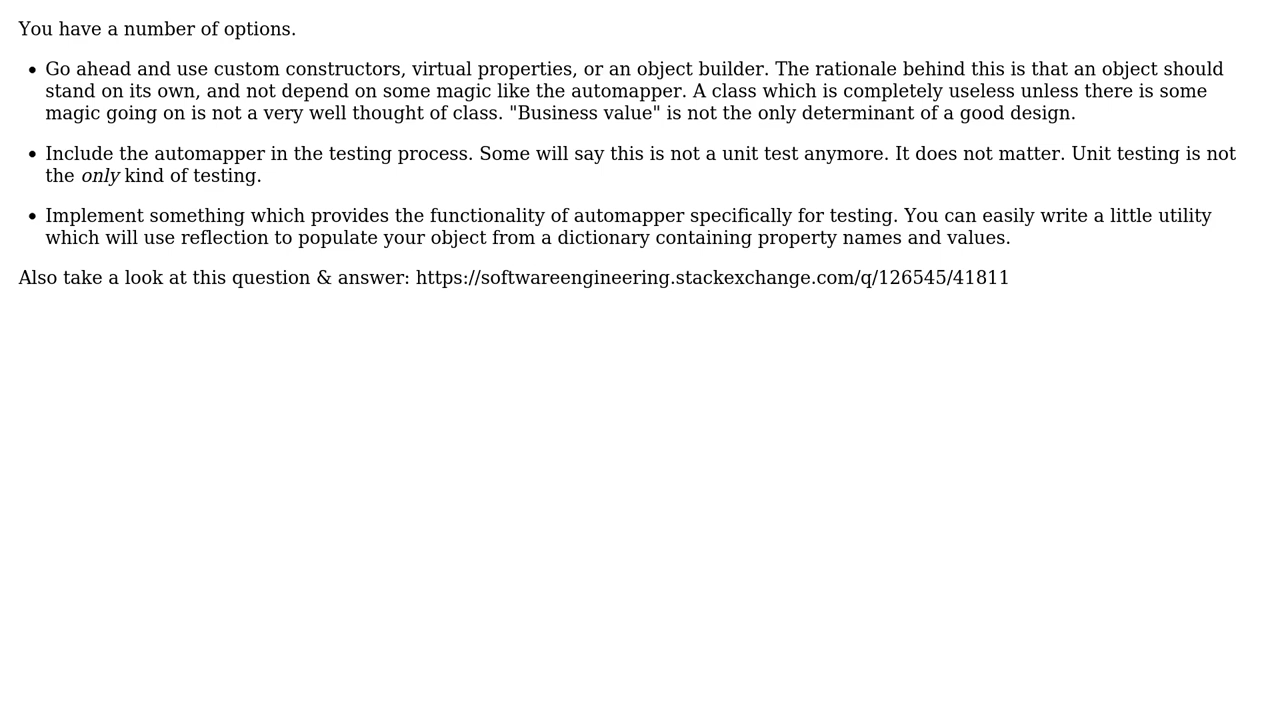 You have a number of options.
• Go ahead and use custom constructors, virtual properties, or an object builder. The rationale behind this is that an object should
stand on its own, and not depend on some magic like the automapper. A class which is completely useless unless there is some
magic going on is not a very well thought of class. "Business value" is not the only determinant of a good design.
• Include the automapper in the testing process. Some will say this is not a unit test anymore. It does not matter. Unit testing is not
the only kind of testing.
• Implement something which provides the functionality of automapper specifically for testing. You can easily write a little utility
which will use reflection to populate your object from a dictionary containing property names and values.
Also take a look at this question & answer: https://softwareengineering.stackexchange.com/q/126545/41811